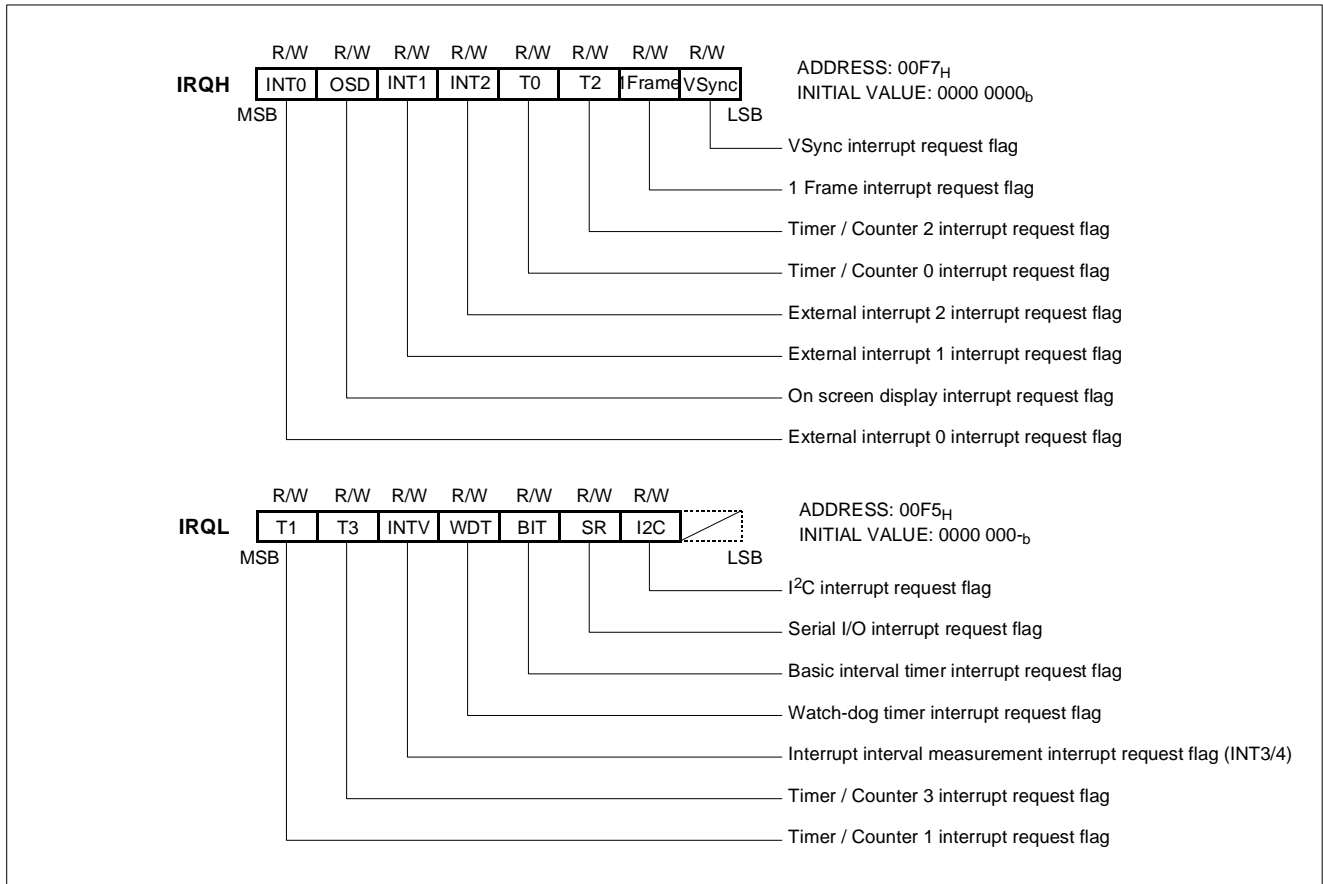 R/W R/W R/W R/W R/W R/W R/W R/W
IRQH INT0 OSD INT1 INT2 T0 T2 1Frame VSync
ADDRESS: 00F7H
INITIAL VALUE: 0000 0000b
MSB LSB
VSync interrupt request flag
1 Frame interrupt request flag
Timer / Counter 2 interrupt request flag
Timer / Counter 0 interrupt request flag
External interrupt 2 interrupt request flag
External interrupt 1 interrupt request flag
On screen display interrupt request flag
External interrupt 0 interrupt request flag
R/W R/W R/W R/W R/W R/W R/W
IRQL T1 T3 INTV WDT BIT SR I2C
ADDRESS: 00F5H
INITIAL VALUE: 0000 000-b
MSB LSB
I2C interrupt request flag
Serial I/O interrupt request flag
Basic interval timer interrupt request flag
Watch-dog timer interrupt request flag
Interrupt interval measurement interrupt request flag (INT3/4)
Timer / Counter 3 interrupt request flag
Timer / Counter 1 interrupt request flag